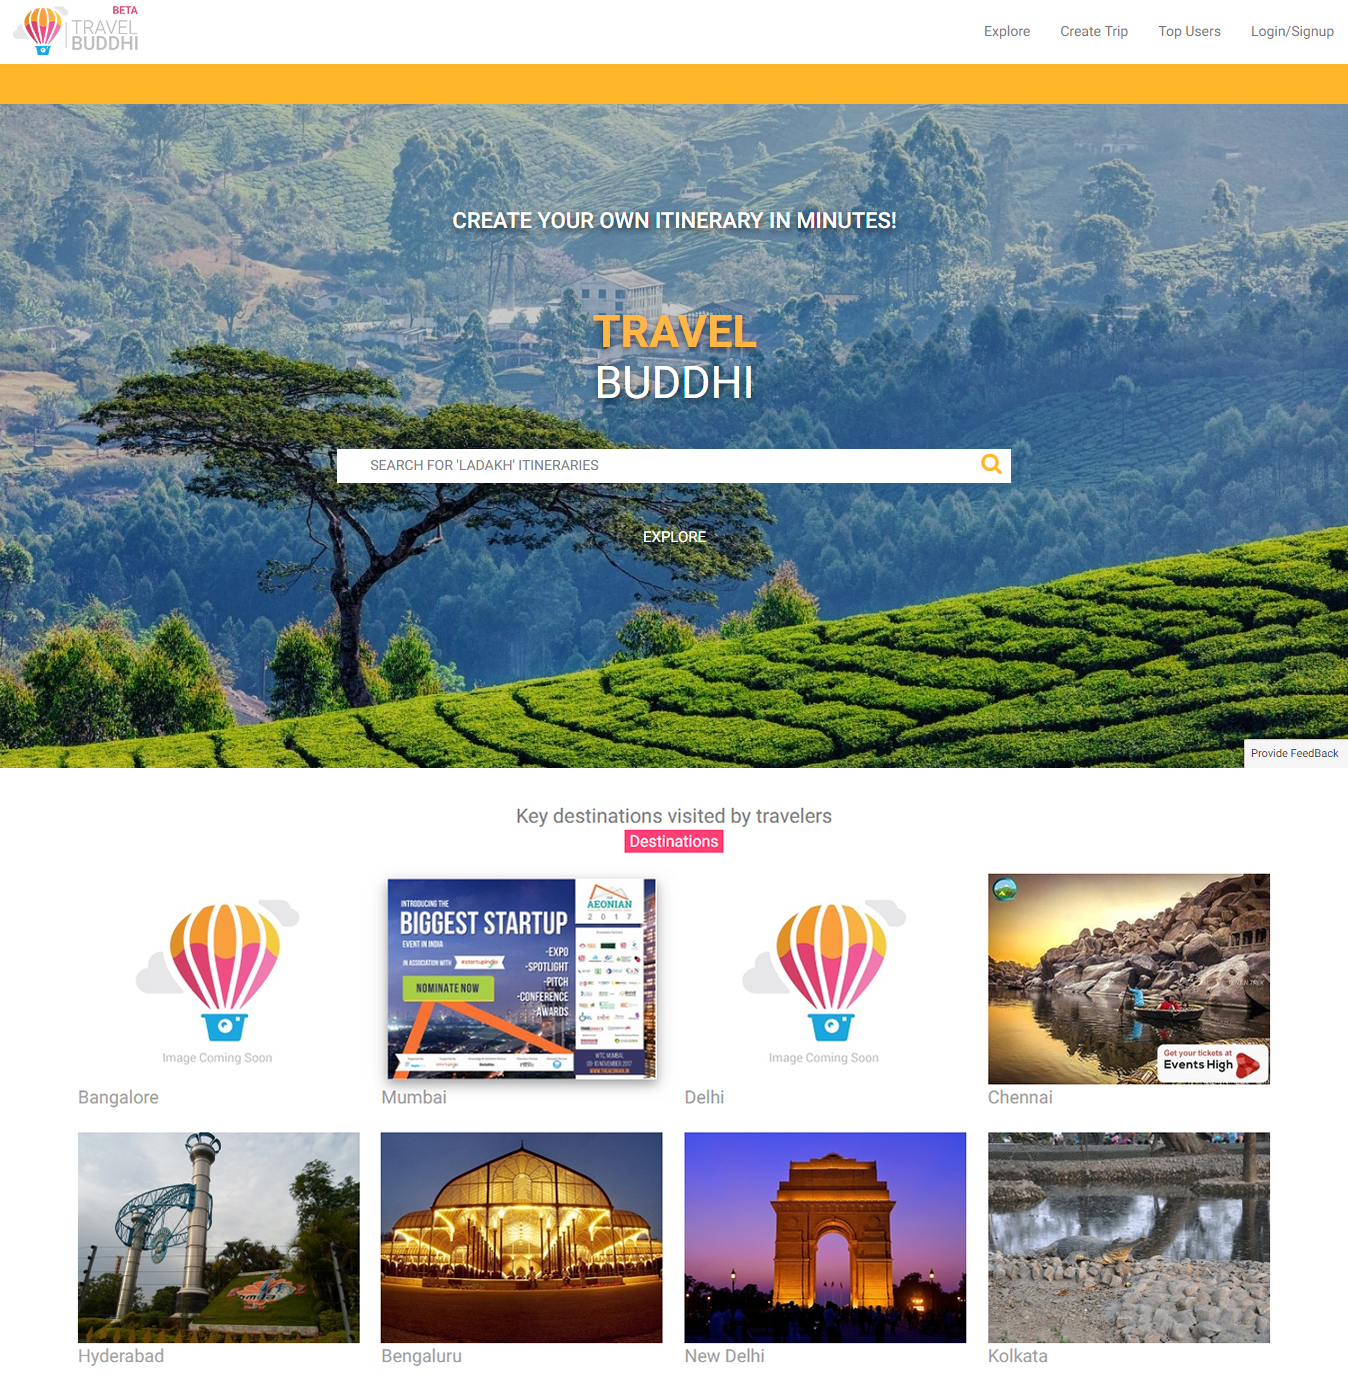 BETA
TRAVEL
BUDDHI
Explore
Create Trip
Top Users
Login/Signup
CREATE YOUR OWN ITINERARY IN MINUTES!
TRAVEL
BUDDHI
SEARCH FOR 'LADAKH' ITINERARIES
EXPLORE
Provide FeedBack
Key destinations visited by travelers
Destinations
Image Coming Soon
Bangalore
INTRODUCING THE
BIGGEST STARTUP
EVENT IN INDIA
IN ASSOCIATION WITH #startupindia
NOMINATE NOW
-EXPO
-SPOTLIGHT
-PITCH
-CONFERENCE
-AWARDS
AEONIAN
2017
WTC, MUMBAI
Mumbai
Image Coming Soon
Delhi
Get your tickets at
Events High
Chennai
Hyderabad
Bengaluru
New Delhi
Kolkata